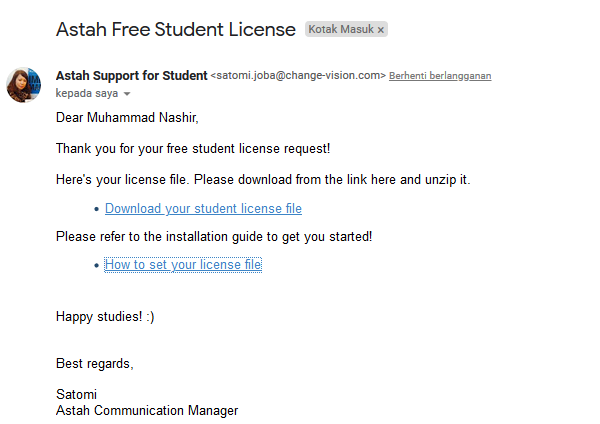 Astah Free Student License Kotak Masuk x
Astah Support for Student <satomi.joba@change-vision.com> Berhenti berlangganan
kepada saya
Dear Muhammad Nashir,
Thank you for your free student license request!
Here's your license file. Please download from the link here and unzip it.
• Download your student license file
Please refer to the installation guide to get you started!
• How to set your license file
Happy studies! :)
Best regards,
Satomi
Astah Communication Manager